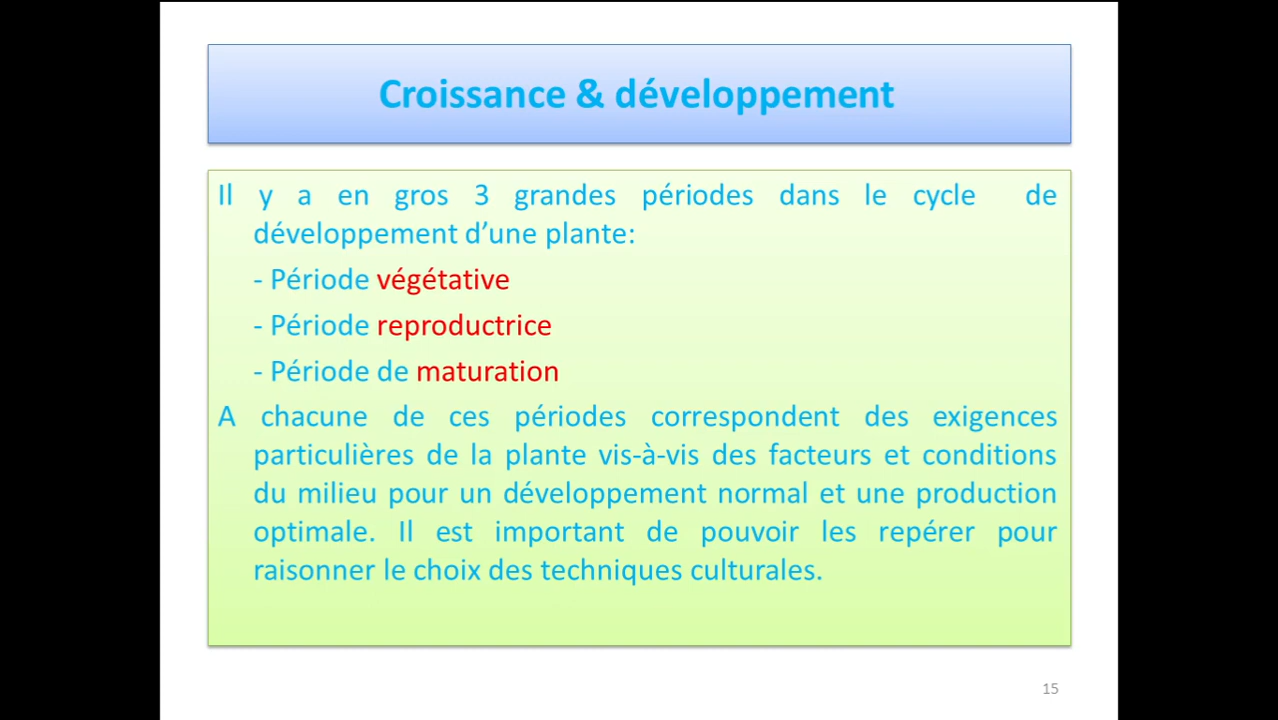 Croissance & développement
Il y a en gros 3 grandes périodes dans le cycle de
développement d’une plante:
- Période végétative
- Période reproductrice
- Période de maturation
A chacune de ces périodes correspondent des exigences
particulières de la plante vis-à-vis des facteurs et conditions
du milieu pour un développement normal et une production
optimale. Il est important de pouvoir les repérer pour
raisonner le choix des techniques culturales.
15